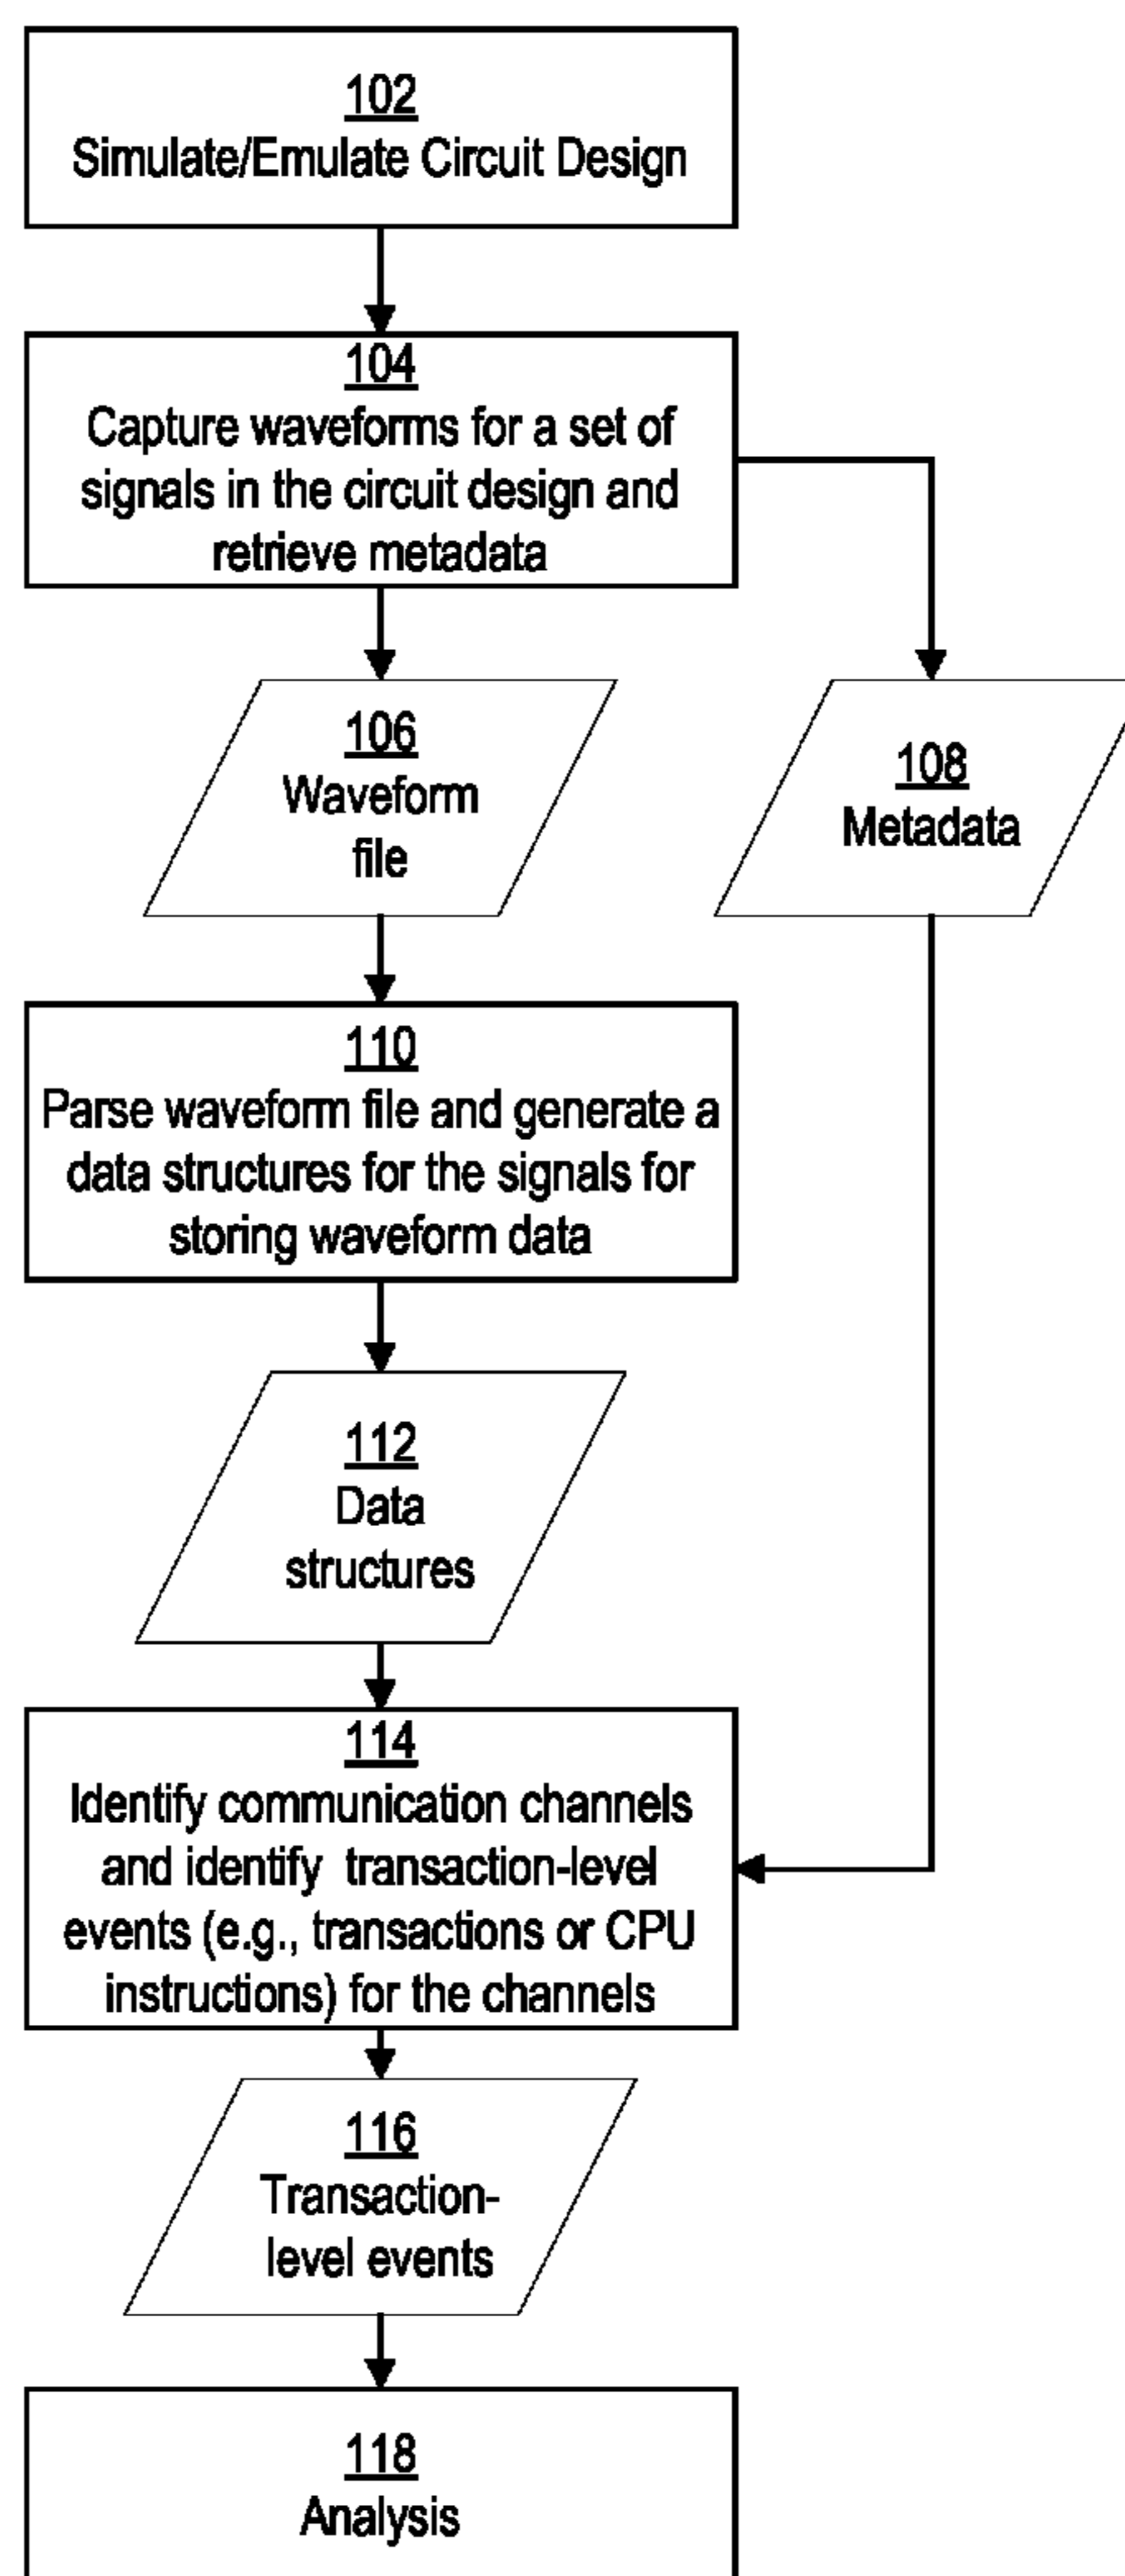 102
Simulate/Emulate Circuit Design
104
Capture waveforms for a set of
signals in the circuit design and
retrieve metadata
106
Waveform
file
108
Metadata
110
Parse waveform file and generate a
data structures for the signals for
storing waveform data
112
Data
structures
114
Identify communication channels
and identify transaction-level
events (e.g., transactions or CPU
instructions) for the channels
116
Transaction-
level events
118
Analysis